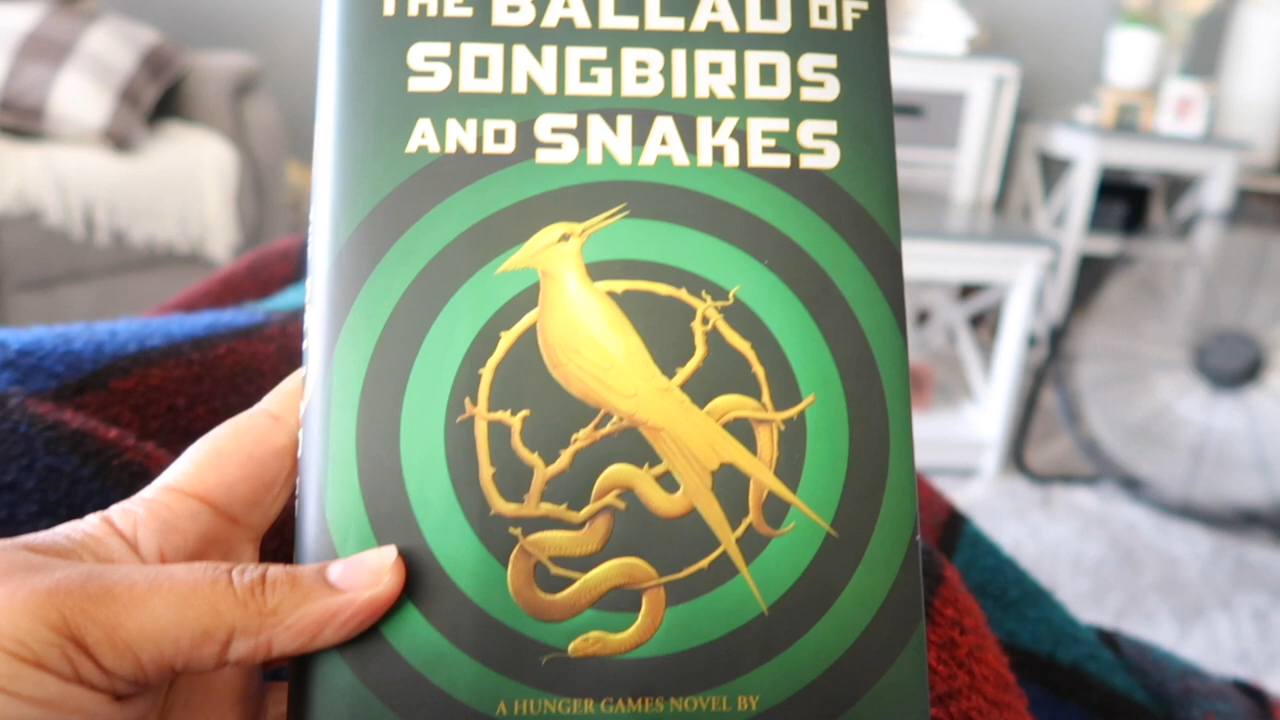 THE BALLAD OF
SONGBIRDS
AND SNAKES
A HUNGER GAMES NOVEL BY